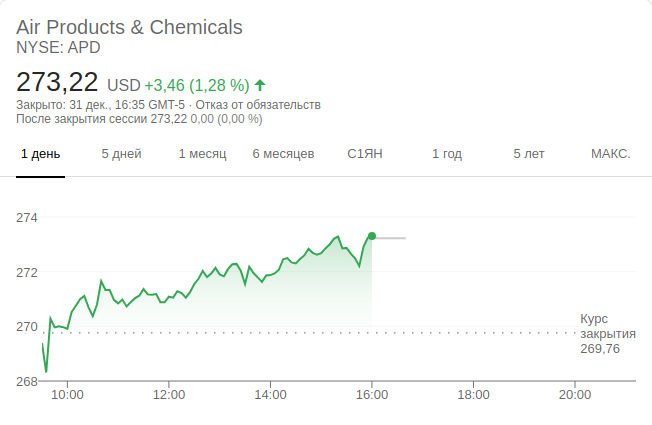 Air Products & Chemicals
NYSE: APD
273,22 USD +3,46 (1,28 %)
Закрыто: 31 дек., 16:35 GMT-5 · Отказ от обязательств
После закрытия сессии 273,22 0,00 (0,00 %)
1 день 5 дней 1 месяц 6 месяцев С1ЯН 1 год 5 лет МАКС.
274
272
270
268
Курс
закрытия
269,76
10:00 12:00 14:00 16:00 18:00 20:00